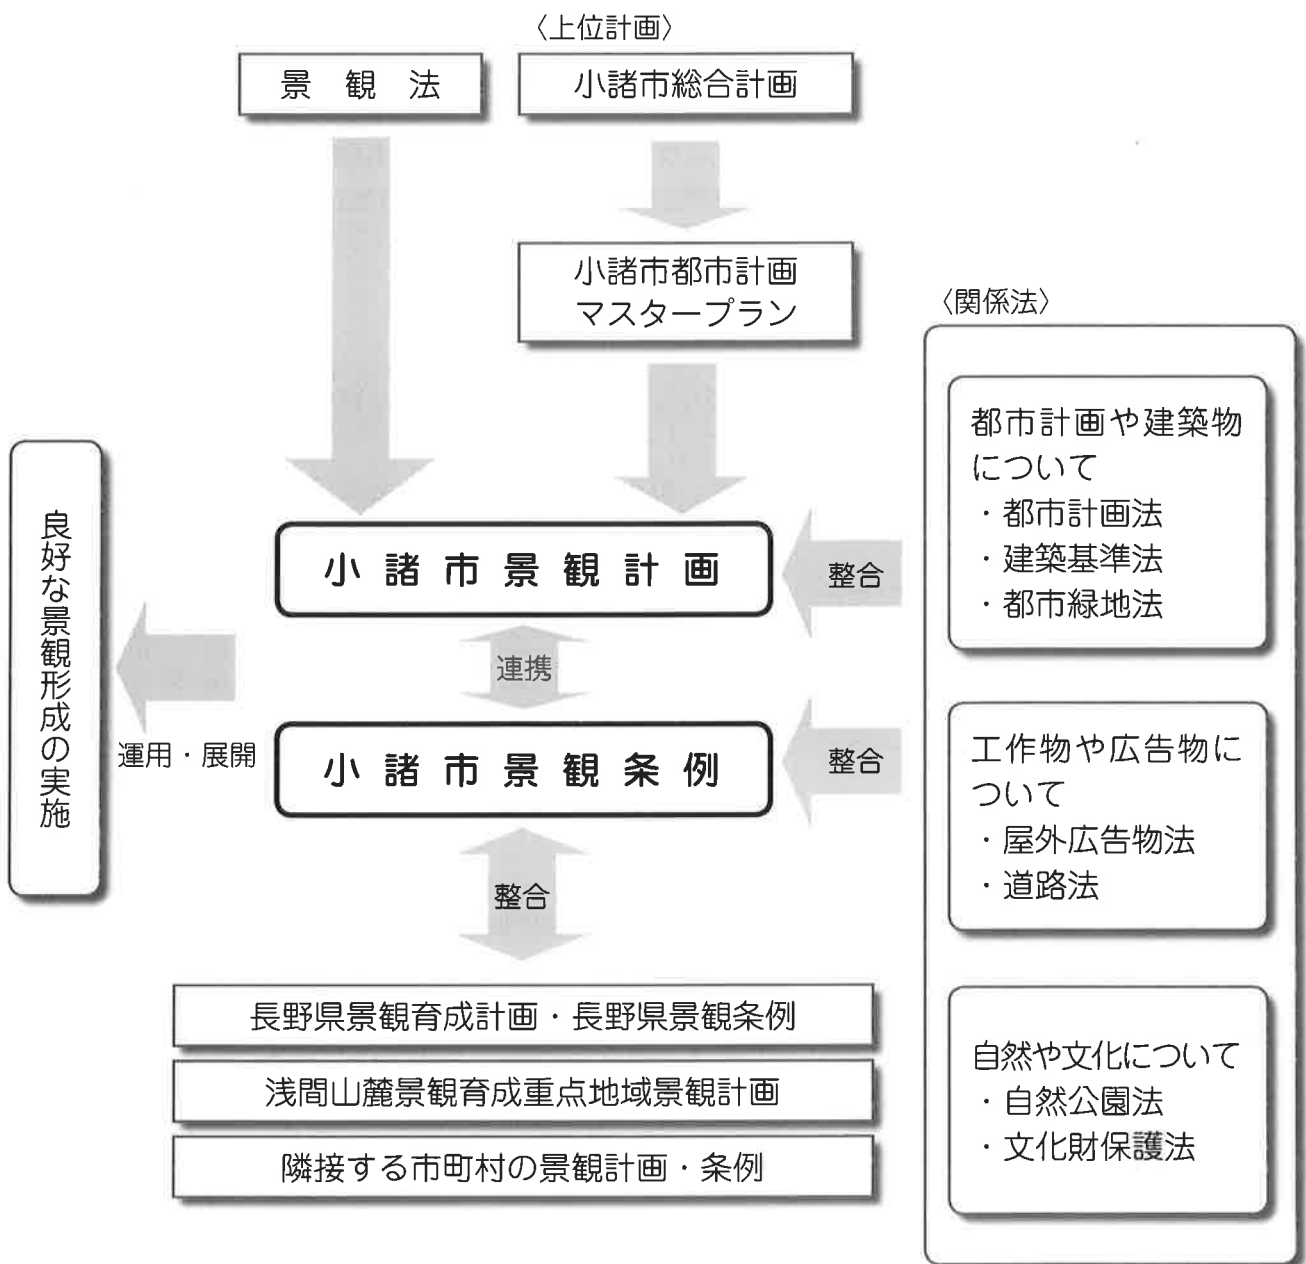 〈上位計画〉
景観法
小諸市総合計画
小諸市都市計画
マスタープラン
〈関係法〉
都市計画や建築物
について
・都市計画法
・建築基準法
・都市緑地法
小諸市景観計画
整合
良好な景観形成の実施
連携
運用・展開
小諸市景観条例
整合
工作物や広告物に
ついて
・屋外広告物法
・道路法
整合
長野県景観育成計画・長野県景観条例
浅間山麓景観育成重点地域景観計画
隣接する市町村の景観計画・条例
自然や文化について
・自然公園法
・文化財保護法